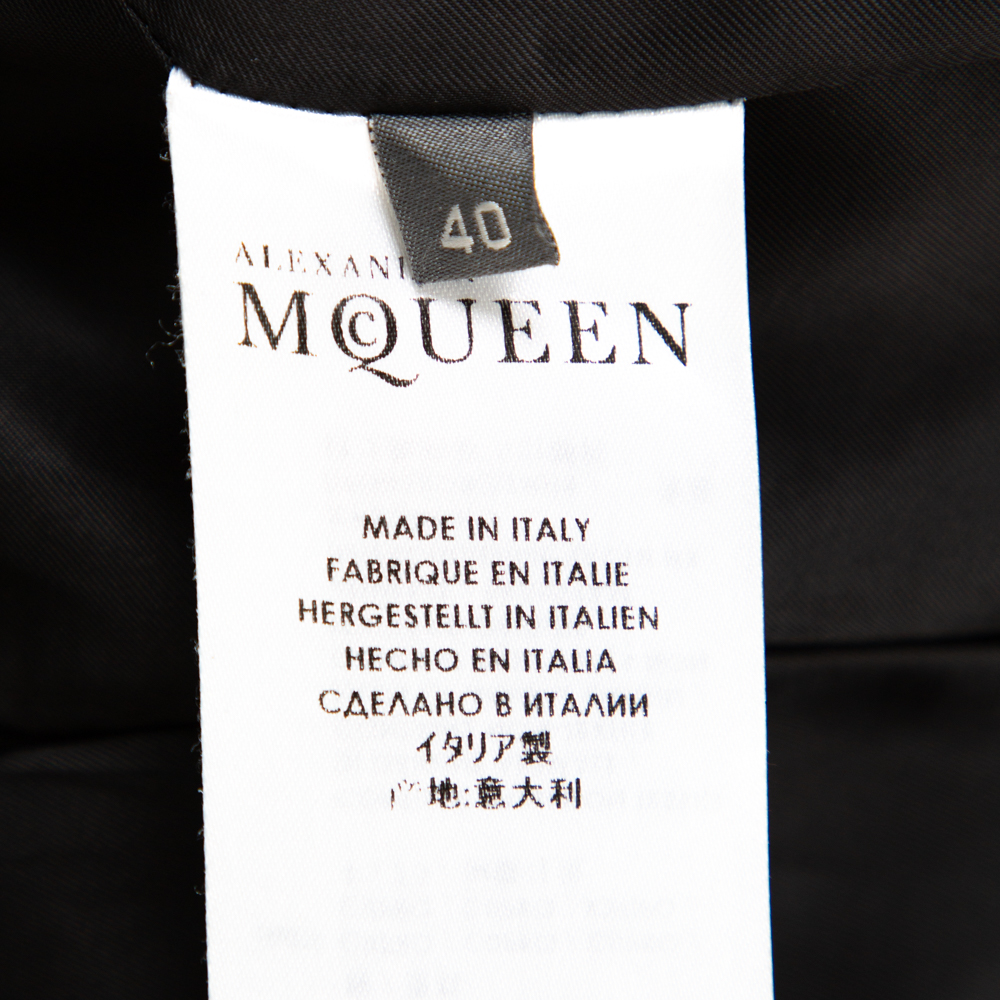 40
ALEXAN
McQUEEN
MADE IN ITALY
FABRIQUE EN ITALIE
HERGESTELLT IN ITALIEN
HECHO EN ITALIA
СДЕЛАНО В ИТАЛИИ
イタリア製
地:意大利